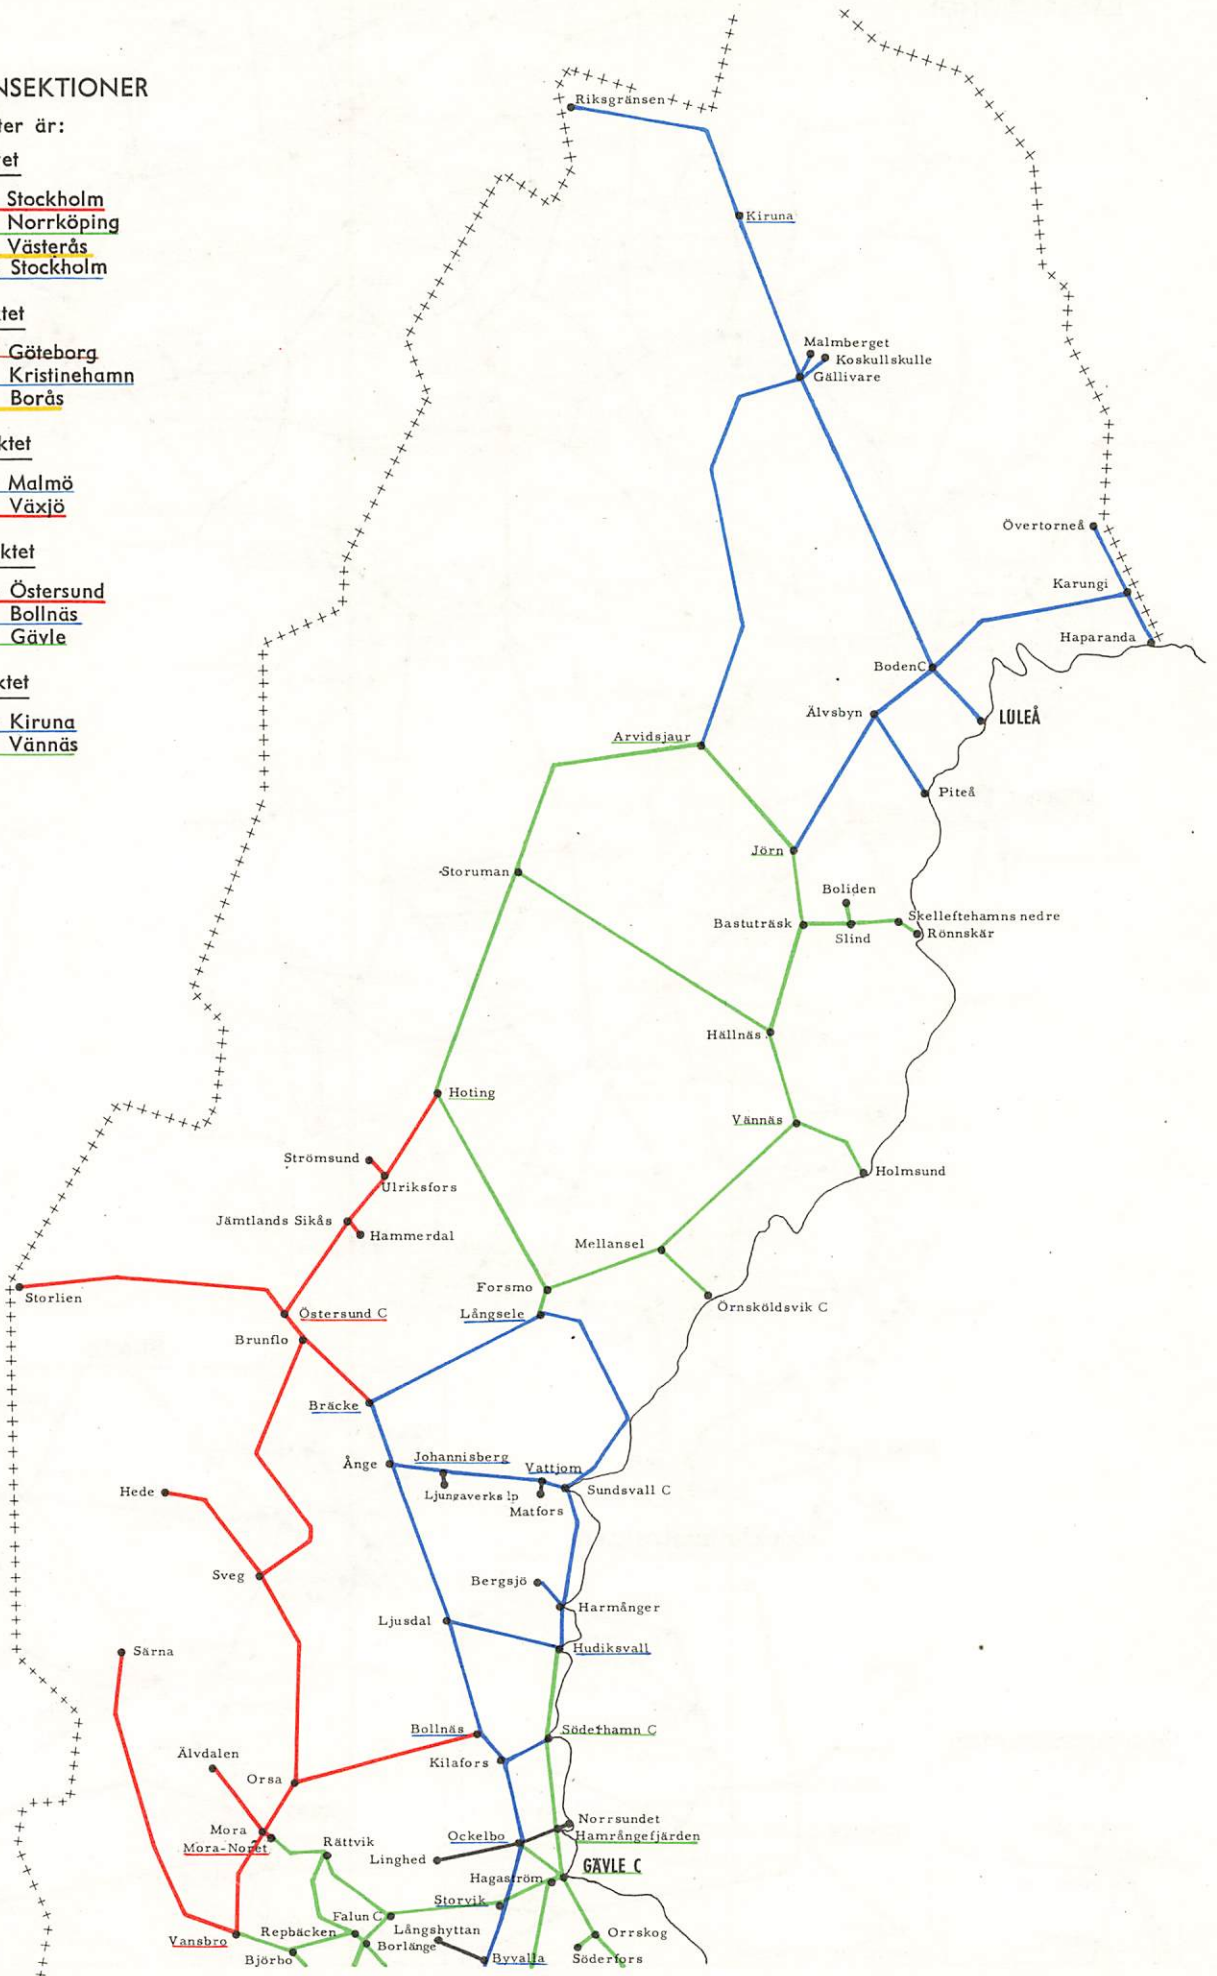 NSEKTIONER
ter är:
et
Stockholm
Norrköping
Västerås
Stockholm
tet
Göteborg
Kristinehamn
Borås
ktet
Malmö
Växjö
ktet
Östersund
Bollnäs
Gävle
ktet
Kiruna
Vännäs
Riksgränsen
Kiruna
Malmberget
Koskullskulle
Gällivare
Övertorneå
Karungi
Haparanda
BodenC
Älvsbyn
LULEÅ
Arvidsjaur
Piteå
Jörn
Storuman
Boliden
Skelleftehamns nedre
Bastuträsk
Slind
Rönnskär
Hällnäs
Hoting
Vännäs
Strömsund
Holmsund
Ulriksfors
Jämtlands Sikås
Hammerdal
Mellansel
Storlien
Forsmo
Örnsköldsvik C
Östersund C
Långsele
Brunflo
Bräcke
Ånge
Johannisberg
Vattjom
Hede
Ljungaverks lp
Sundsvall C
Matfors
Sveg
Bergsjö
Harmånger
Ljusdal
Hudiksvall
Särna
Bollnäs
Söderhamn C
Älvdalen
Kilafors
Orsa
Norrsundet
Mora
Ockelbo
Hamrångefjärden
Mora-Noret
Rättvik
Linghed
GÄVLE C
Hagaström
Storvik
Falun C
Långshyttan
Vansbro
Repbäcken
Borlänge
Orrskog
Björbo
Byvalla
Söderfors